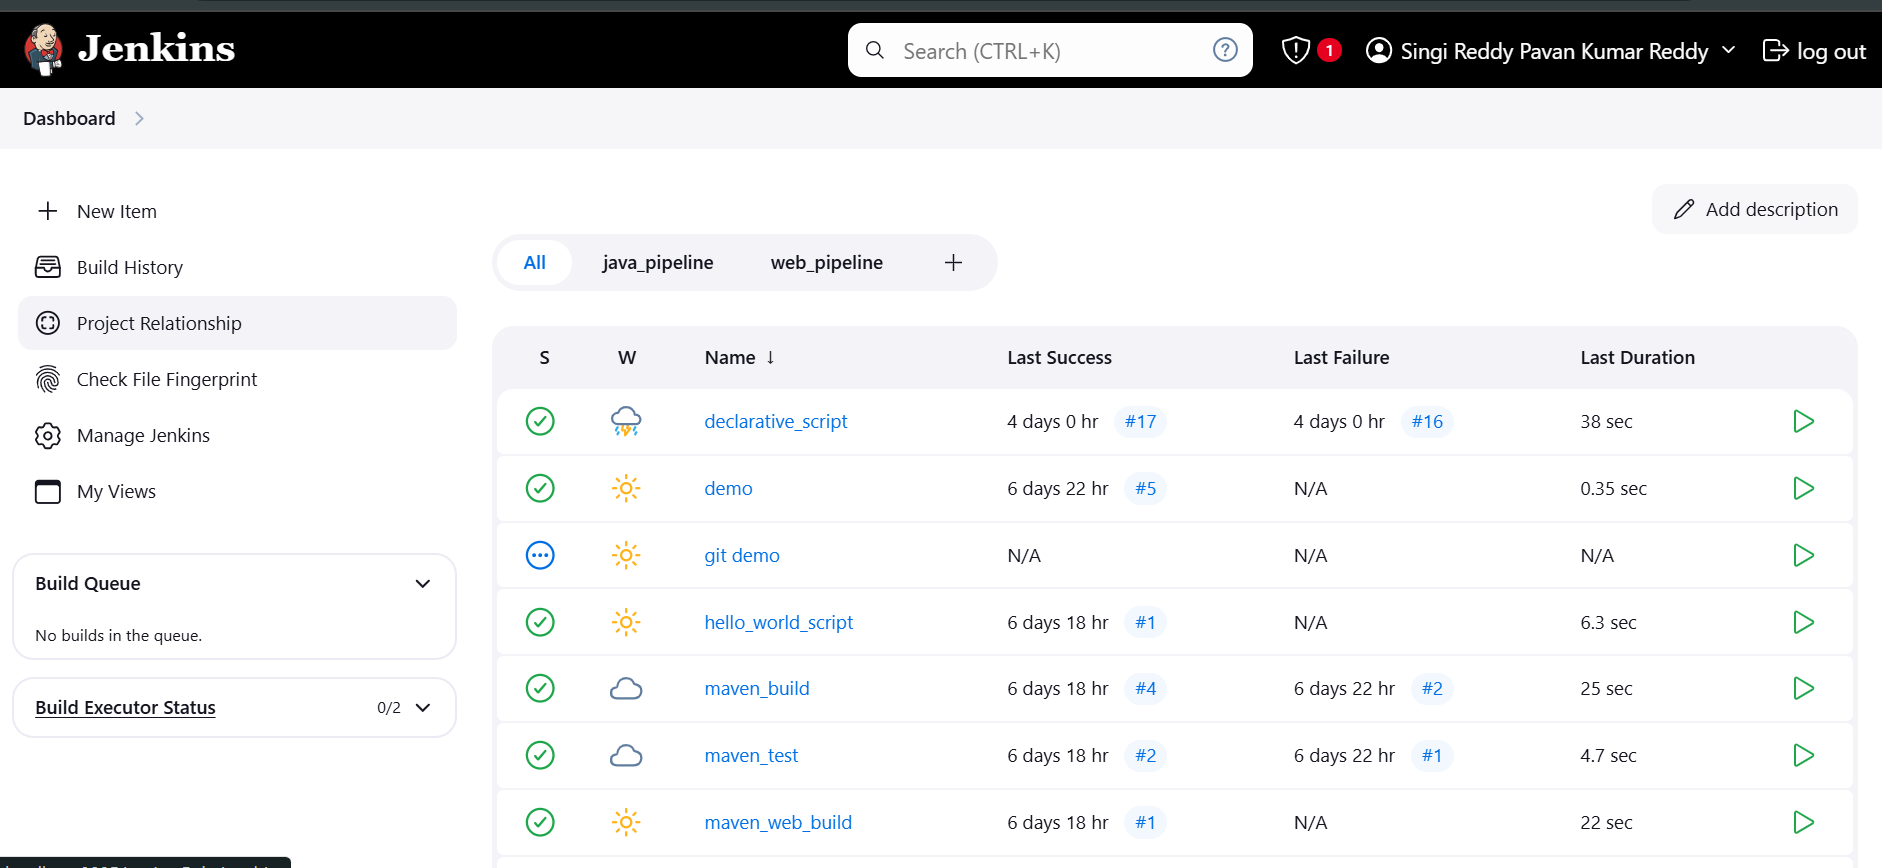 Jenkins
Search (CTRL+K)
1
Singi Reddy Pavan Kumar Reddy
log out
Dashboard
New Item
Build History
Project Relationship
Check File Fingerprint
Manage Jenkins
My Views
Build Queue
No builds in the queue.
Build Executor Status 0/2
Add description
All java_pipeline web_pipeline +
S W Name ↓ Last Success Last Failure Last Duration
declarative_script 4 days 0 hr #17 4 days 0 hr #16 38 sec
demo 6 days 22 hr #5 N/A 0.35 sec
git demo N/A N/A N/A
hello_world_script 6 days 18 hr #1 N/A 6.3 sec
maven_build 6 days 18 hr #4 6 days 22 hr #2 25 sec
maven_test 6 days 18 hr #2 6 days 22 hr #1 4.7 sec
maven_web_build 6 days 18 hr #1 N/A 22 sec